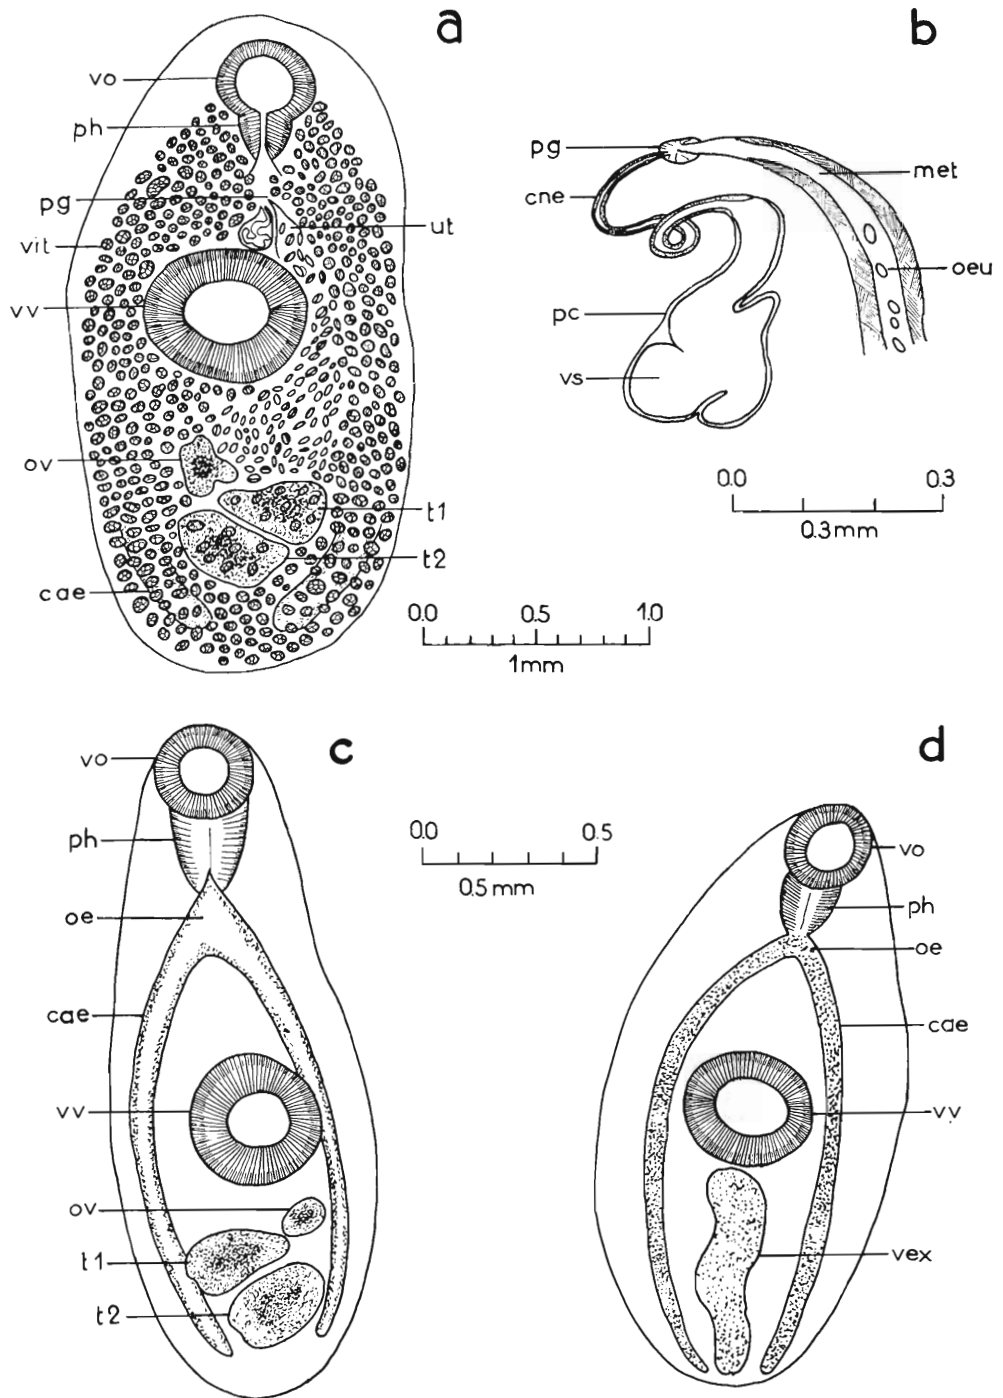 a
vo
ph
pg
vit
ut
vv
ov
t1
t2
cae
0.0 0.5 1.0
1mm
b
pg
cne
met
oeu
pc
vs
0.0 0.3
0.3mm
c
vo
ph
oe
cae
vv
ov
t1
t2
0.0 0.5
0.5mm
d
vo
ph
oe
cae
vv
vex